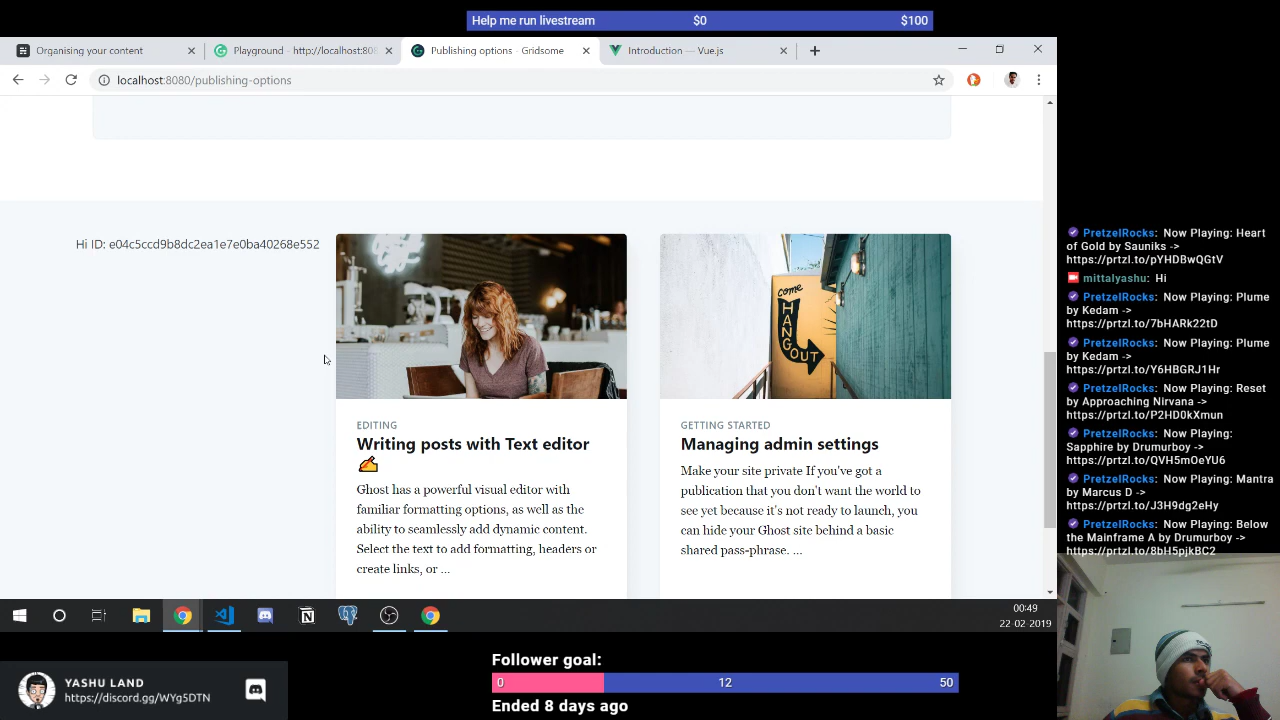 Help me run livestream $0 $100
Organising your content
Playground - http://localhost:808
Publishing options - Gridsome
Introduction — Vue.js
localhost:8080/publishing-options
Hi ID: e04c5ccd9b8dc2ea1e7e0ba40268e552
come
HANGOUT
EDITING
Writing posts with Text editor
✍
Ghost has a powerful visual editor with
familiar formatting options, as well as the
ability to seamlessly add dynamic content.
Select the text to add formatting, headers or
create links, or ...
GETTING STARTED
Managing admin settings
Make your site private If you've got a
publication that you don't want the world to
see yet because it's not ready to launch, you
can hide your Ghost site behind a basic
shared pass-phrase. ...
00:49
22-02-2019
PretzelRocks: Now Playing: Heart
of Gold by Sauniks ->
https://prtzl.to/pYHDBwQGtV
mittalyashu: Hi
PretzelRocks: Now Playing: Plume
by Kedam ->
https://prtzl.to/7bHARk22tD
PretzelRocks: Now Playing: Plume
by Kedam ->
https://prtzl.to/Y6HBGRJ1Hr
PretzelRocks: Now Playing: Reset
by Approaching Nirvana ->
https://prtzl.to/P2HD0kXmun
PretzelRocks: Now Playing:
Sapphire by Drumurboy ->
https://prtzl.to/QVH5mOeYU6
PretzelRocks: Now Playing: Mantra
by Marcus D ->
https://prtzl.to/J3H9dg2eHy
PretzelRocks: Now Playing: Below
the Mainframe A by Drumurboy ->
https://prtzl.to/8bH5pjkBC2
YASHU LAND
https://discord.gg/WYg5DTN
Follower goal:
0 12 50
Ended 8 days ago